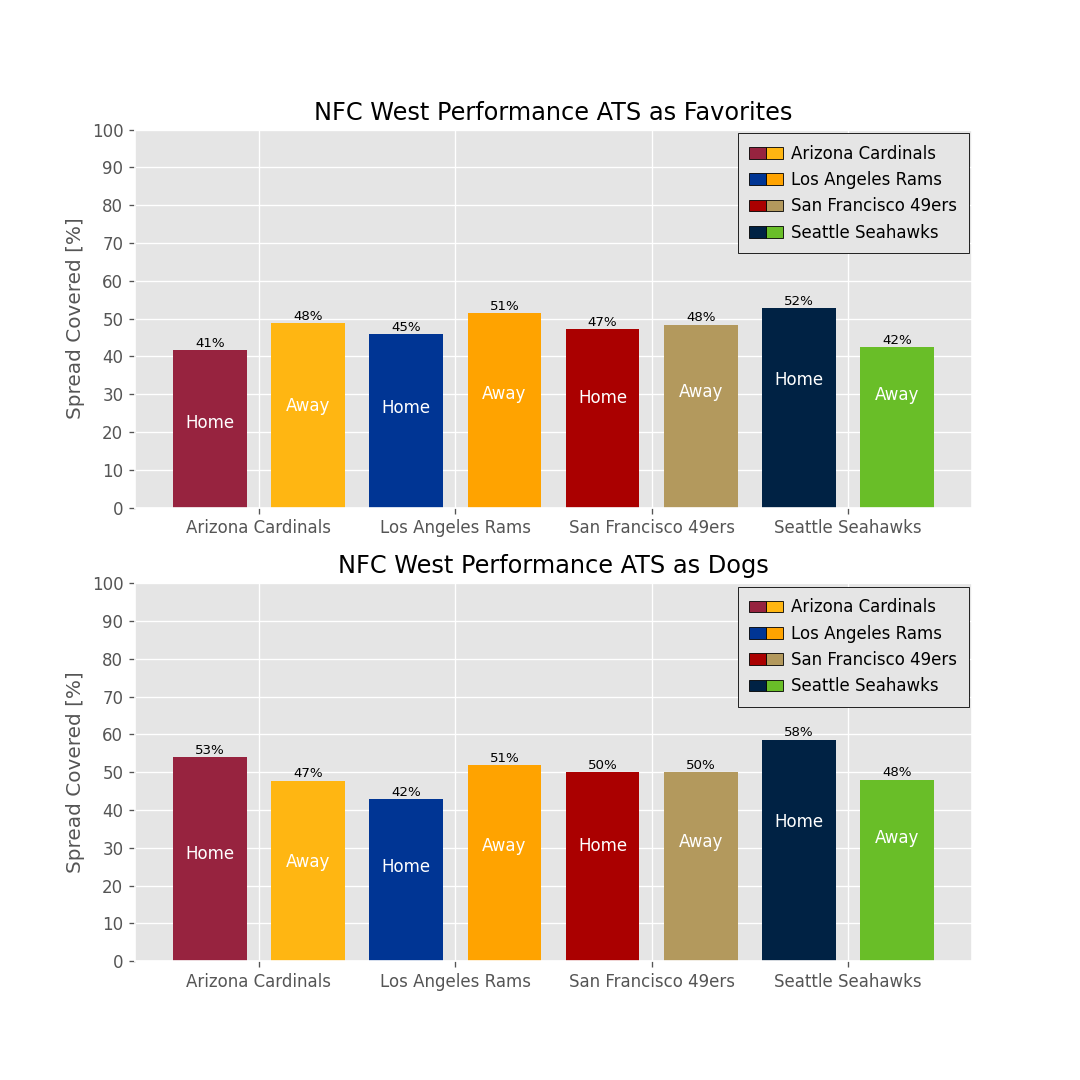 NFC West Performance ATS as Favorites
Spread Covered [%]
100
90
80
70
60
50
40
30
20
10
0
Arizona Cardinals
Los Angeles Rams
San Francisco 49ers
Seattle Seahawks
41%
48%
45%
51%
47%
48%
52%
42%
Home
Away
Home
Away
Home
Away
Home
Away
Arizona Cardinals
Los Angeles Rams
San Francisco 49ers
Seattle Seahawks
NFC West Performance ATS as Dogs
Spread Covered [%]
100
90
80
70
60
50
40
30
20
10
0
Arizona Cardinals
Los Angeles Rams
San Francisco 49ers
Seattle Seahawks
53%
47%
42%
51%
50%
50%
58%
48%
Home
Away
Home
Away
Home
Away
Home
Away
Arizona Cardinals
Los Angeles Rams
San Francisco 49ers
Seattle Seahawks